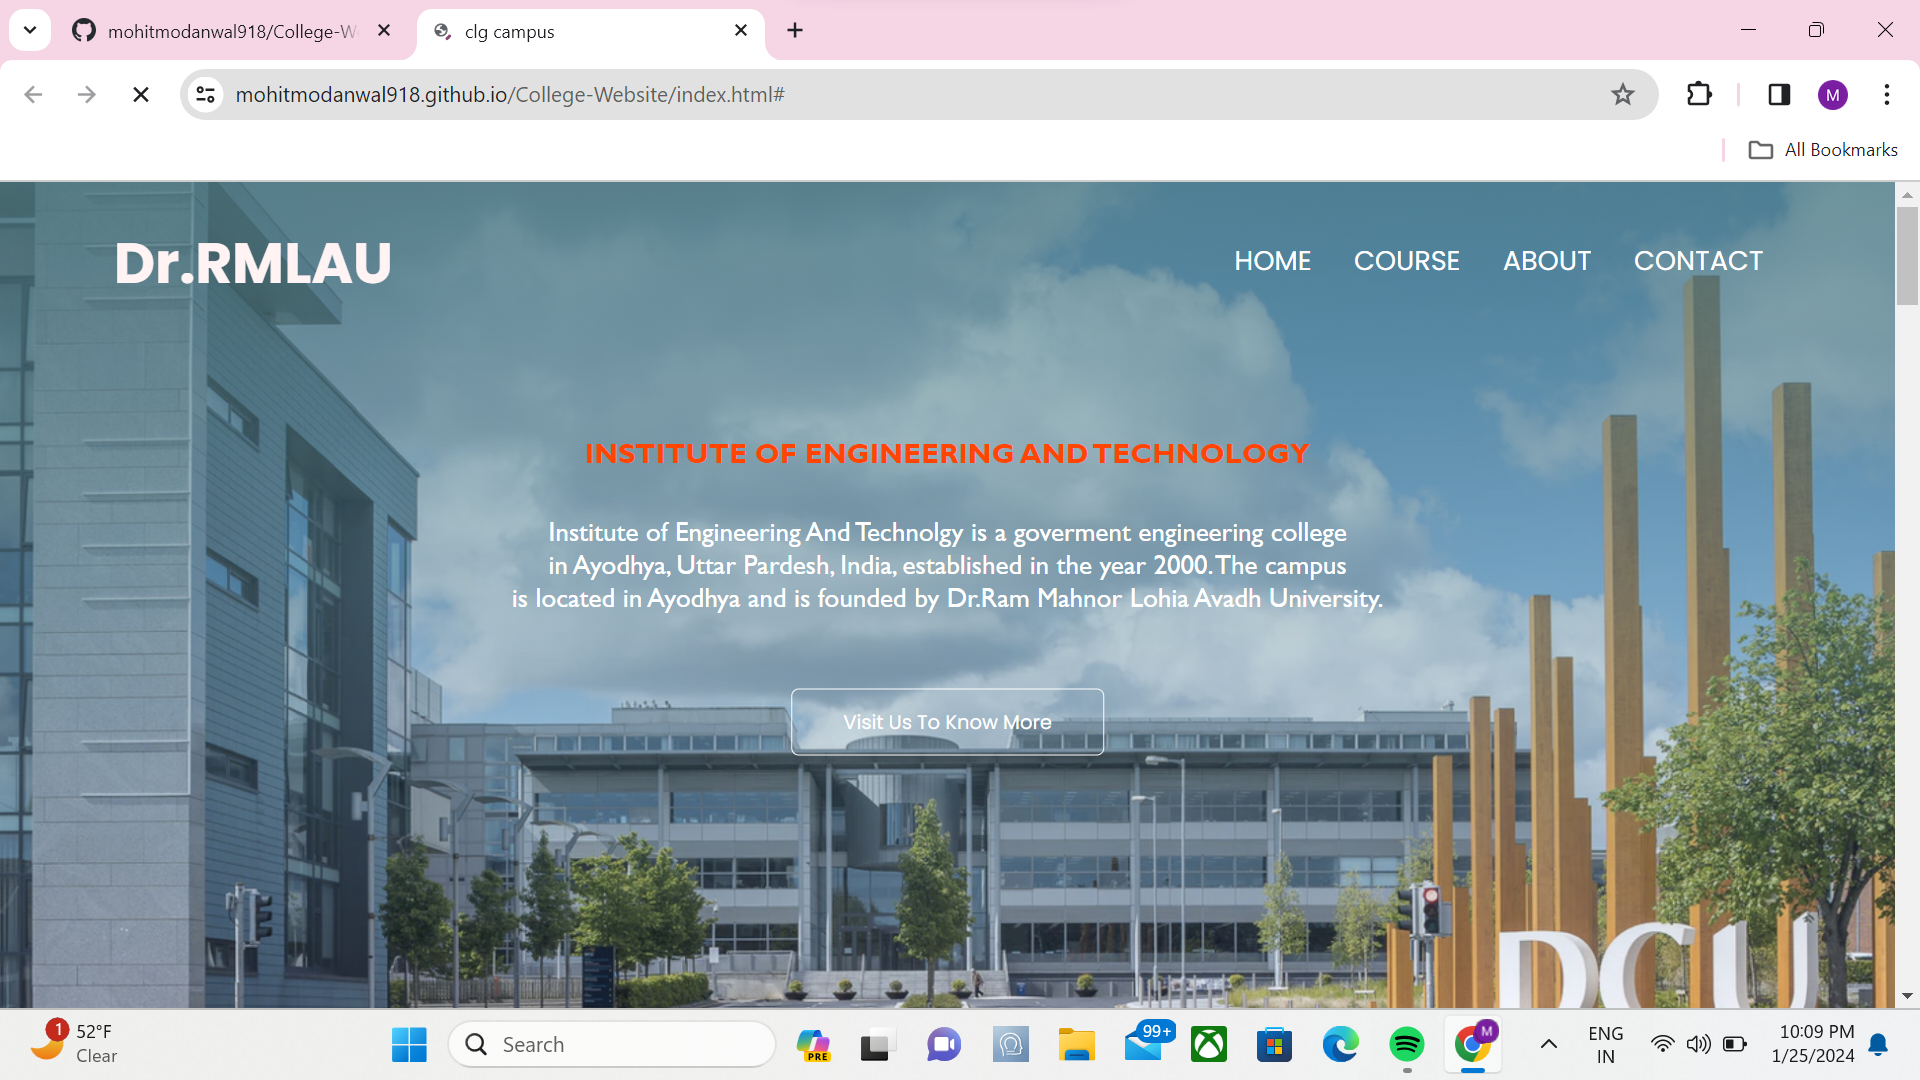 mohitmodanwal918/College-W
clg campus
mohitmodanwal918.github.io/College-Website/index.html#
M
All Bookmarks
Dr.RMLAU
HOME COURSE ABOUT CONTACT
INSTITUTE OF ENGINEERING AND TECHNOLOGY
Institute of Engineering And Technolgy is a goverment engineering college
in Ayodhya, Uttar Pardesh, India, established in the year 2000.The campus
is located in Ayodhya and is founded by Dr.Ram Mahnor Lohia Avadh University.
Visit Us To Know More
DCU
1
52°F
Clear
Search
PRE
99+
M
ENG
IN
10:09 PM
1/25/2024